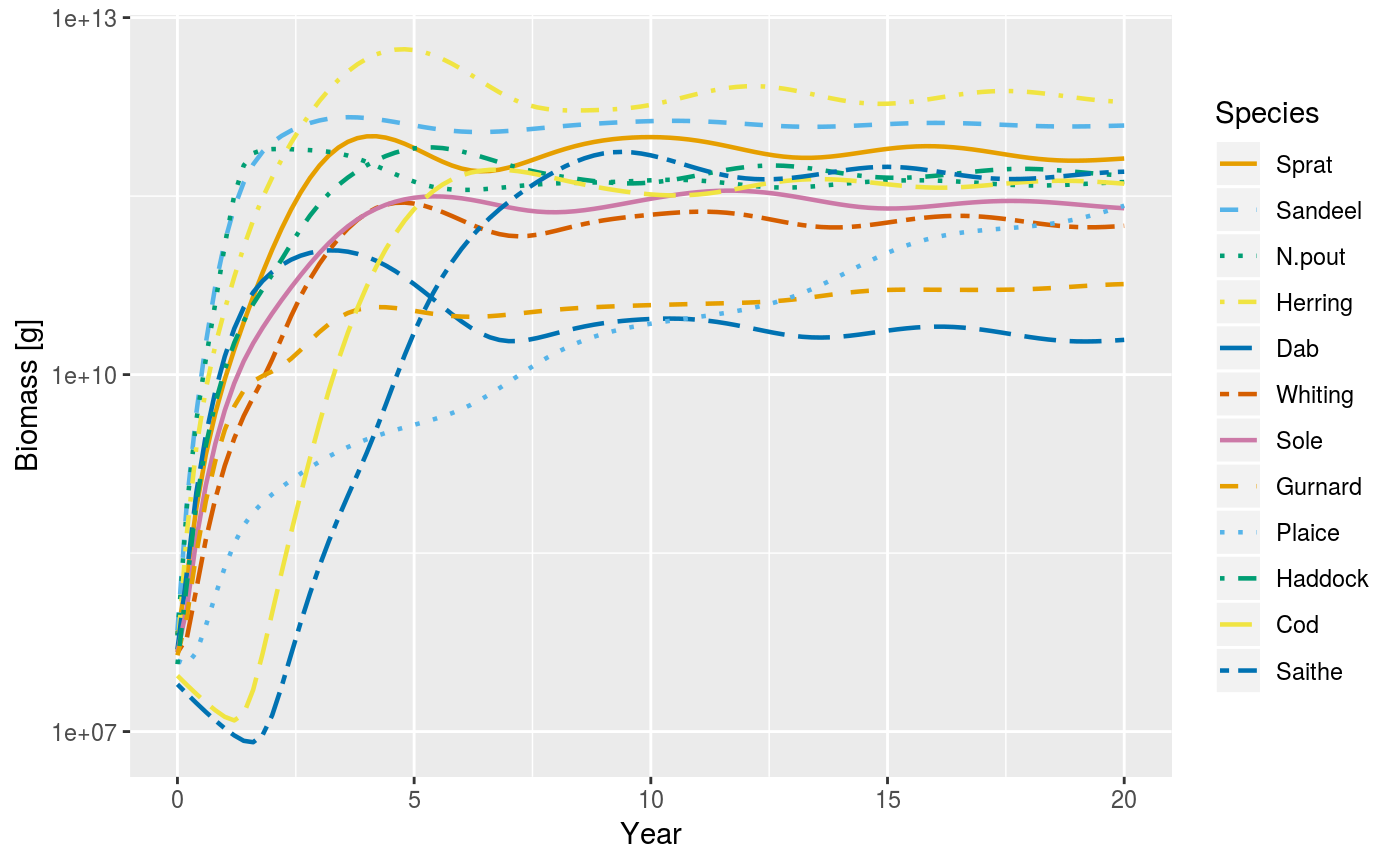 1e+13
1e+10
1e+07
Biomass [g]
0
5
10
15
20
Year
Species
Sprat
Sandeel
N.pout
Herring
Dab
Whiting
Sole
Gurnard
Plaice
Haddock
Cod
Saithe